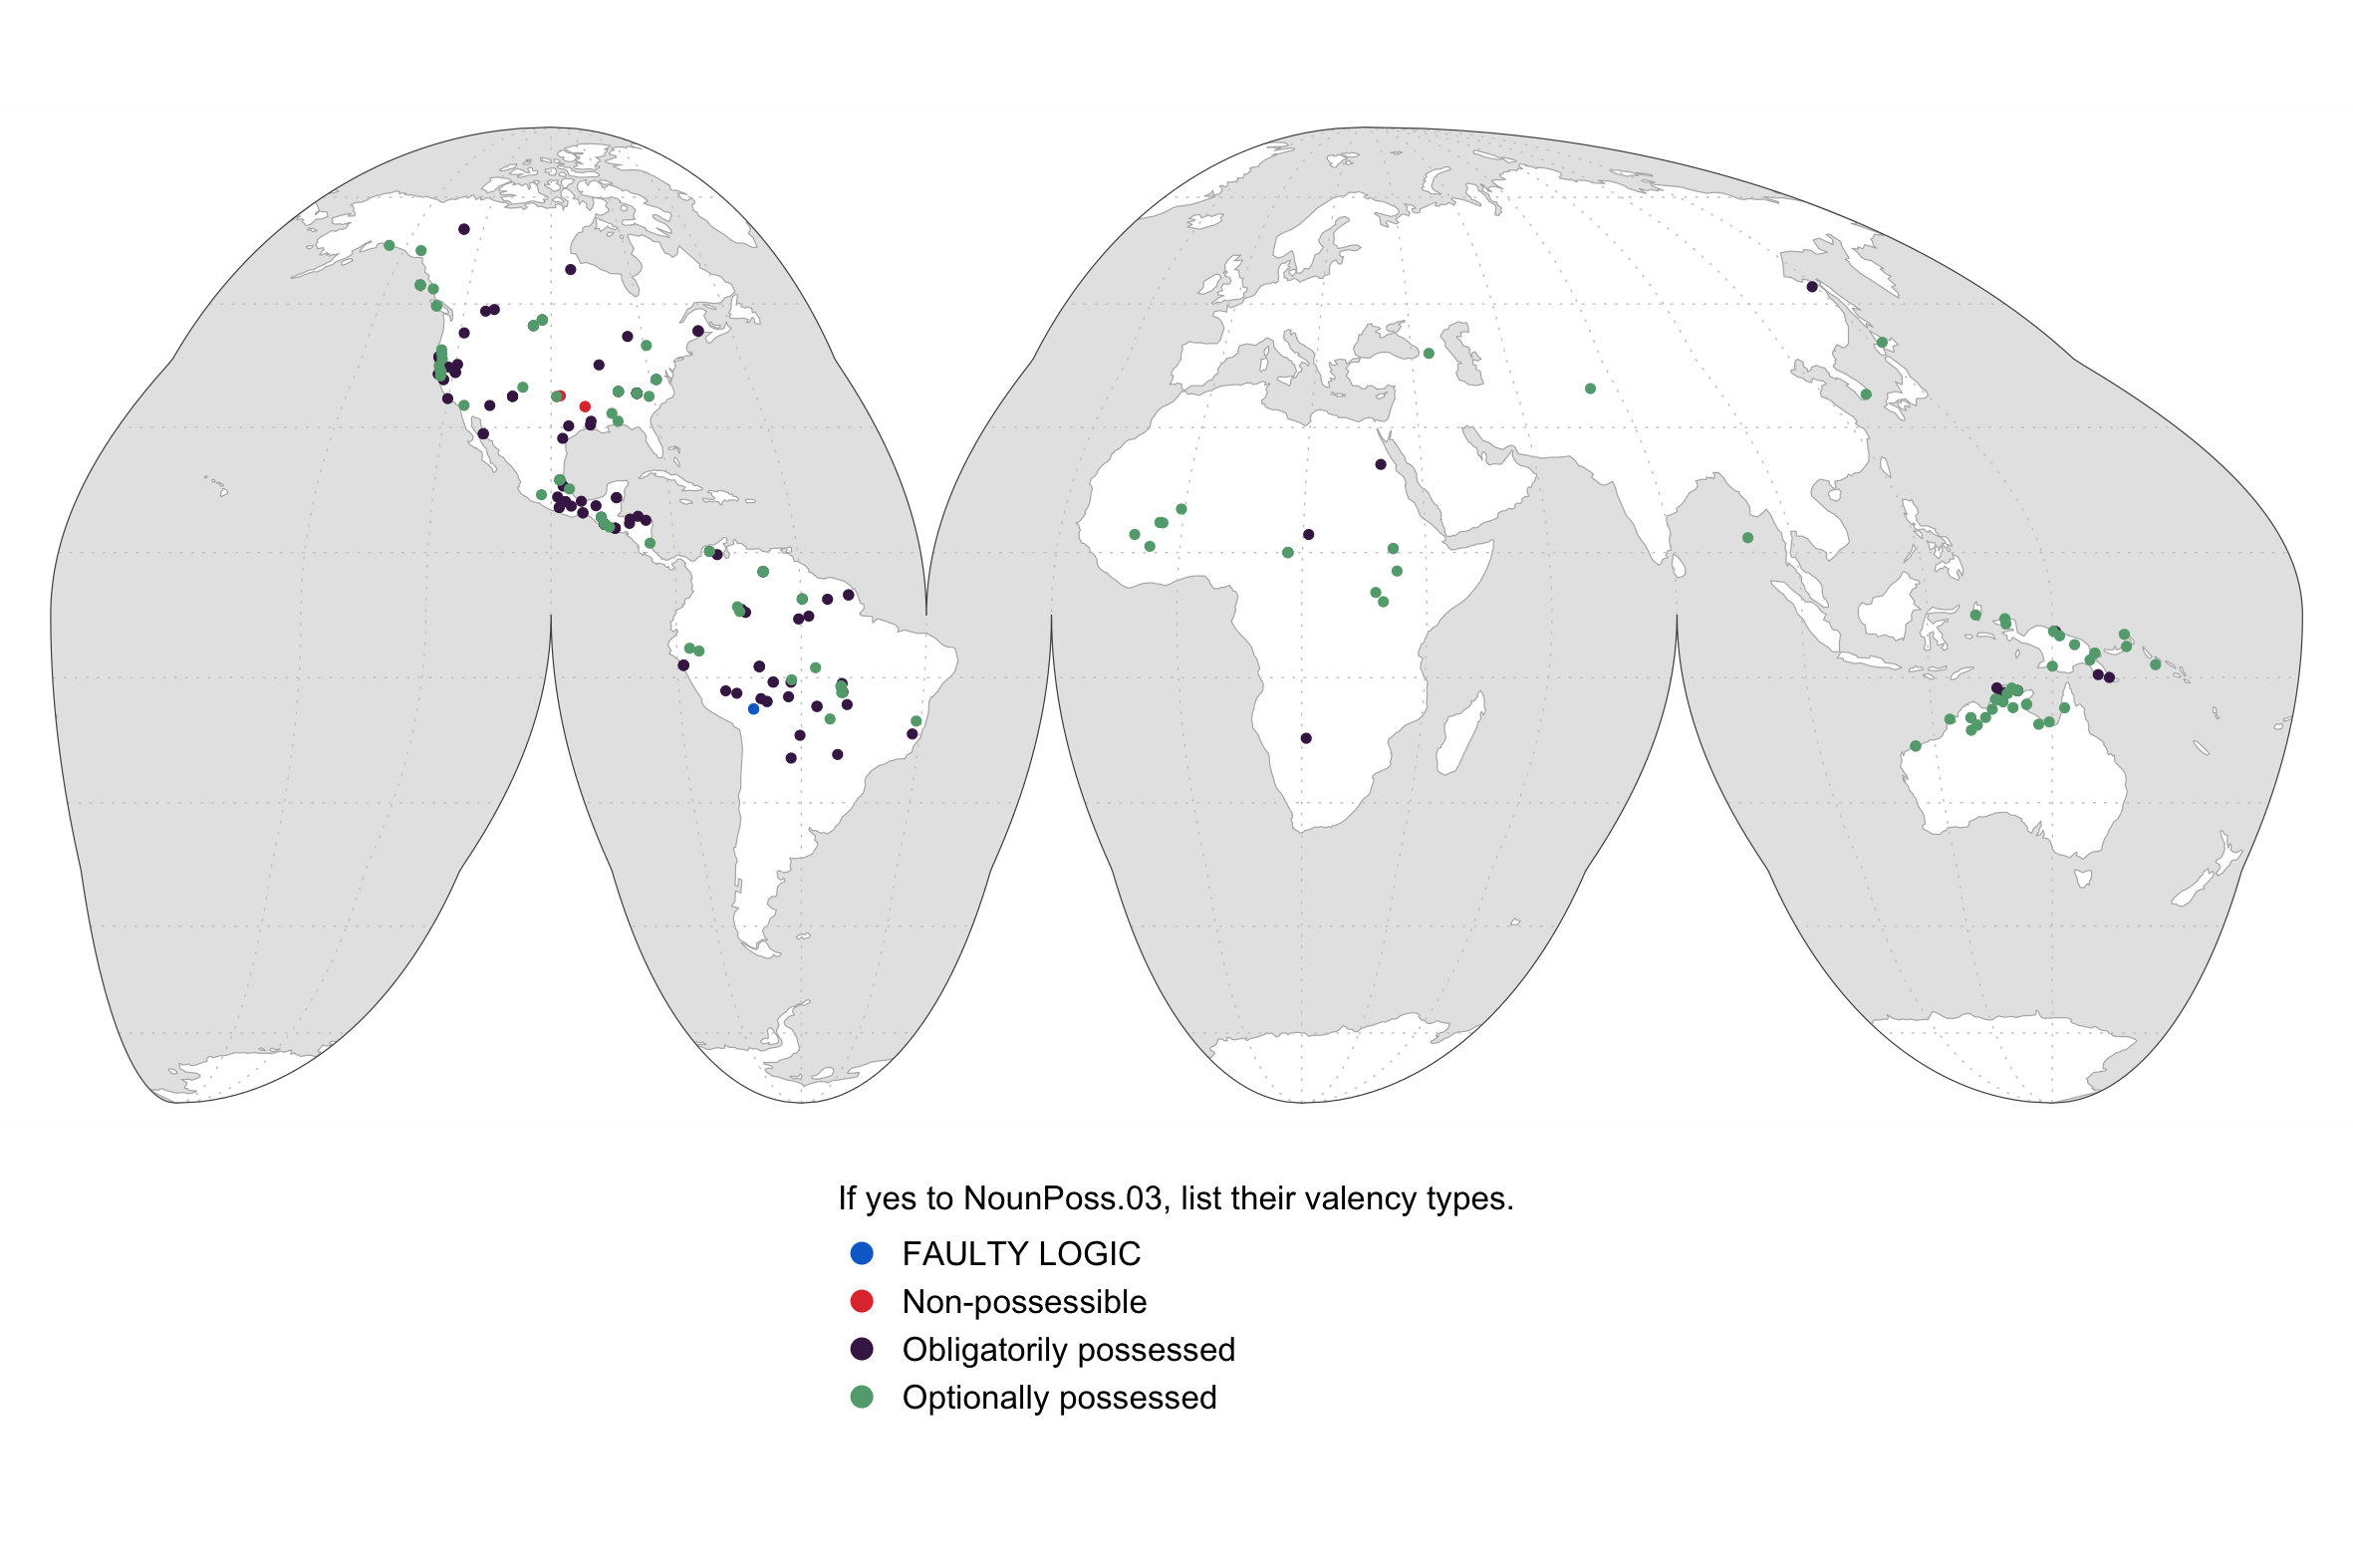 If yes to NounPoss.03, list their valency types.
FAULTY LOGIC
Non-possessible
Obligatorily possessed
Optionally possessed